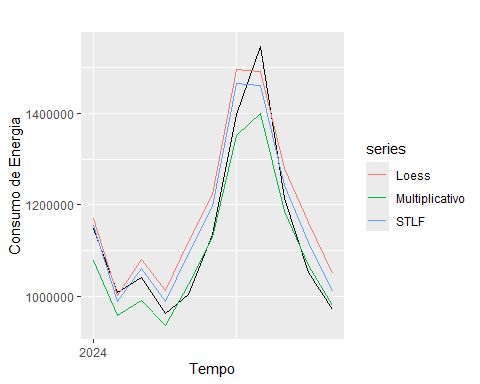 Consumo de Energia
1400000
1200000
1000000
2024
Tempo
series
Loess
Multiplicativo
STLF